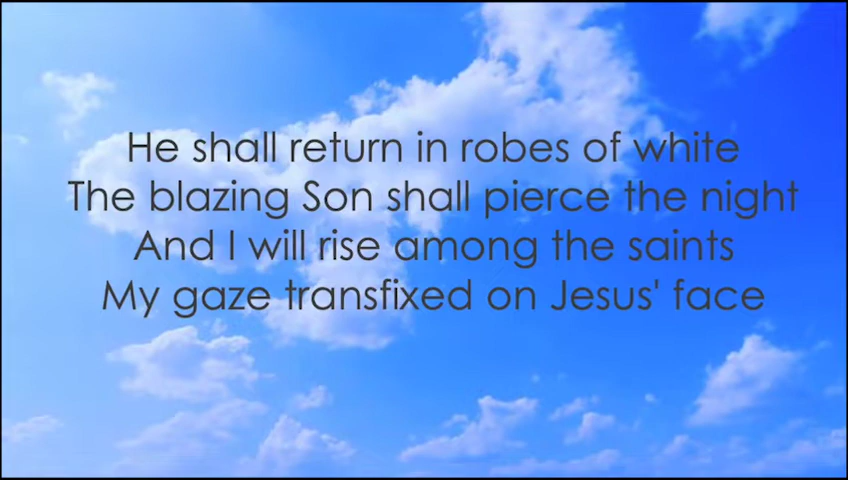 He shall return in robes of white
The blazing Son shall pierce the night
And I will rise among the saints
My gaze transfixed on Jesus' face